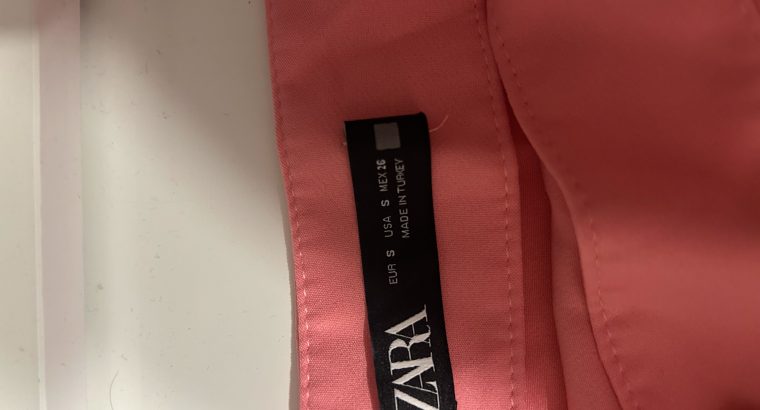 ZARA
EUR S USA S MEX 26
MADE IN TURKEY